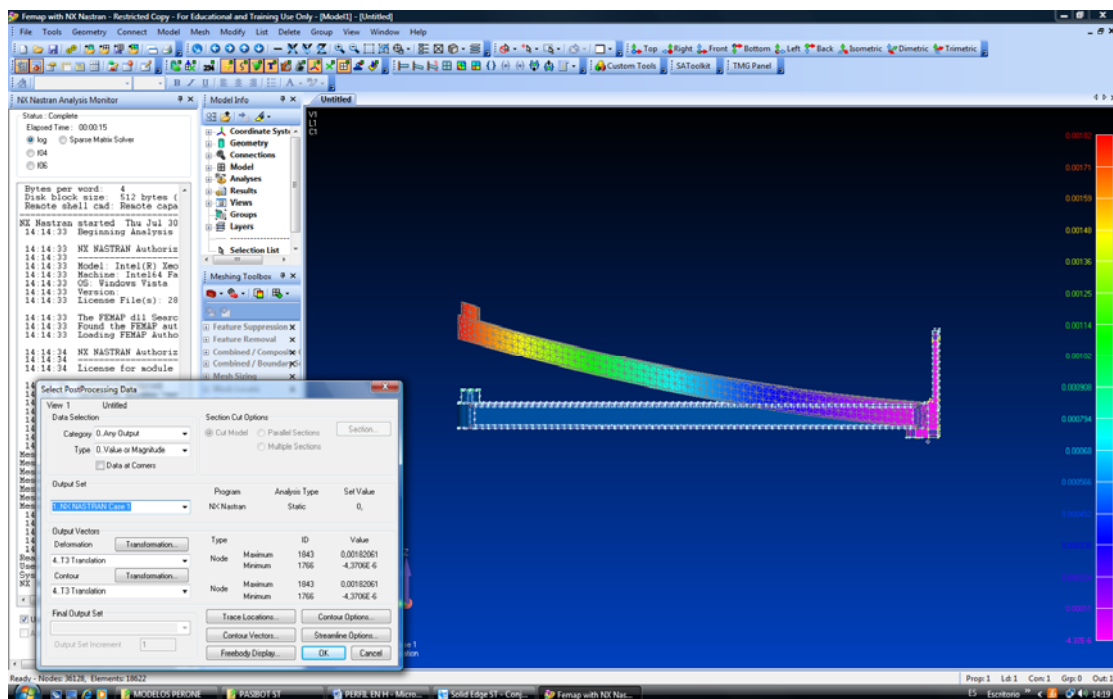 Femap with NX Nastran - Restricted Copy - For Educational and Training Use Only - [Model1] - [Untitled]
File Tools Geometry Connect Model Mesh Modify List Delete Group View Window Help
Top Right Front Bottom Left Back Isometric Dimetric Trimetric
Custom Tools SAToolkit TMG Panel
NX Nastran Analysis Monitor
Status : Complete
Elapsed Time : 00:00:15
log Sparse Matrix Solver
f04
f06
Bytes per word: 4
Disk block size: 512 bytes (
Remote shell cmd: Remote capa
NX Nastran started Thu Jul 30
14:14:33 Beginning Analysis
14:14:33 NX NASTRAN Authoriz
14:14:33
14:14:33 Model: Intel(R) Xeo
14:14:33 Machine: Intel64 Fa
14:14:33 OS: Windows Vista
14:14:33 Version:
14:14:33 License File(s): 28
14:14:33 The FEMAP dll Searc
14:14:33 Found the FEMAP aut
14:14:33 Loading FEMAP Autho
14:14:34 NX NASTRAN Authoriz
14:14:34
14:14:34 License for module
Model Info
Coordinate Syste
Geometry
Connections
Model
Analyses
Results
Views
Groups
Layers
Selection List
Meshing Toolbox
Feature Suppression
Feature Removal
Combined / Composit
Combined / Boundary
Mesh Sizing
Untitled
V1
L1
C1
0.00182
0.00171
0.00159
0.00148
0.00136
0.00125
0.00114
0.00102
0.000908
0.000794
0.00068
0.000566
0.000452
-4.37E-6
Select PostProcessing Data
View 1 Untitled
Data Selection
Category 0..Any Output
Type 0..Value or Magnitude
Data at Corners
Section Cut Options
Cut Model Parallel Sections Section...
Multiple Sections
Output Set
1..NX NASTRAN Case 1
Program Analysis Type Set Value
NX Nastran Static 0,
Output Vectors
Deformation Transformation...
4..T3 Translation
Contour Transformation...
4..T3 Translation
Type ID Value
Node Maximum 1843 0,00182061
Minimum 1766 -4,3706E-6
Node Maximum 1843 0,00182061
Minimum 1766 -4,3706E-6
Final Output Set
Output Set Increment 1
Trace Locations... Contour Options...
Contour Vectors... Streamline Options...
Freebody Display... OK Cancel
Ready - Nodes: 36128, Elements: 18622
Prop: 1 Ld: 1 Con: 1 Grp: 0 Out: 1
MODELOS PERONE PASIBOT ST PERFIL EN H - Micro... Solid Edge ST - Conj... Femap with NX Nas... ES Escritorio 14:19